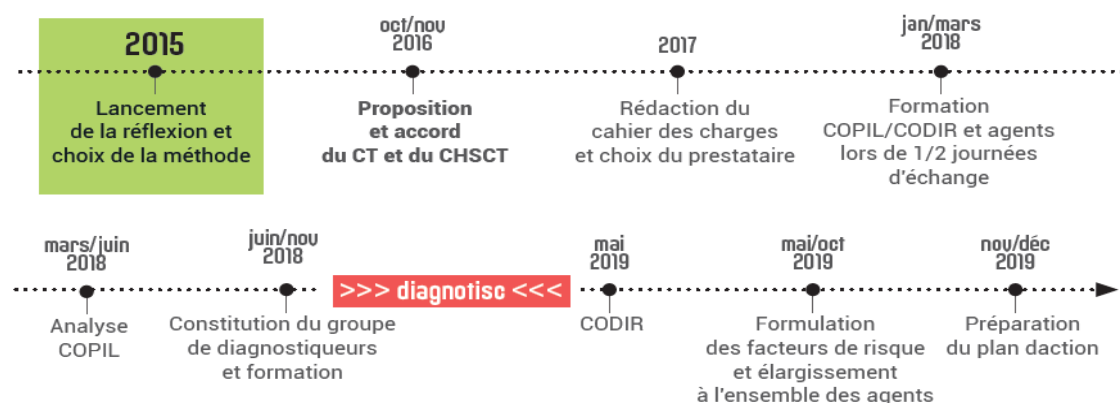 2015
Lancement
de la réflexion et
choix de la méthode
oct/nov
2016
Proposition
et accord
du CT et du CHSCT
2017
Rédaction du
cahier des charges
et choix du prestataire
jan/mars
2018
Formation
COPIL/CODIR et agents
lors de 1/2 journées
d'échange
mars/juin
2018
Analyse
COPIL
juin/nov
2018
Constitution du groupe
de diagnostiqueurs
et formation
>>> diagnotisc <<<
mai
2019
CODIR
mai/oct
2019
Formulation
des facteurs de risque
et élargissement
à l'ensemble des agents
nov/déc
2019
Préparation
du plan daction